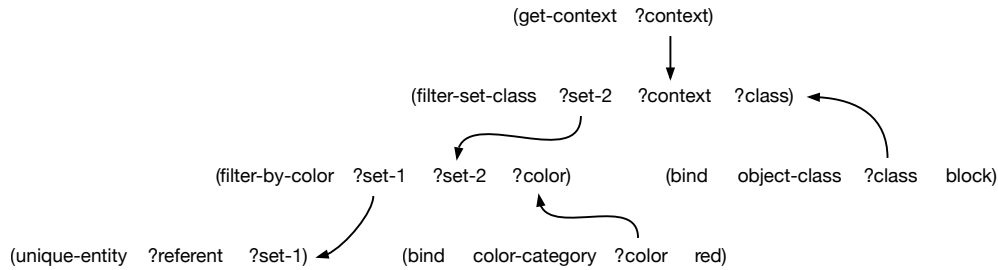 (get-context ?context)
(filter-set-class ?set-2 ?context ?class)
(filter-by-color ?set-1 ?set-2 ?color) (bind object-class ?class block)
(unique-entity ?referent ?set-1) (bind color-category ?color red)